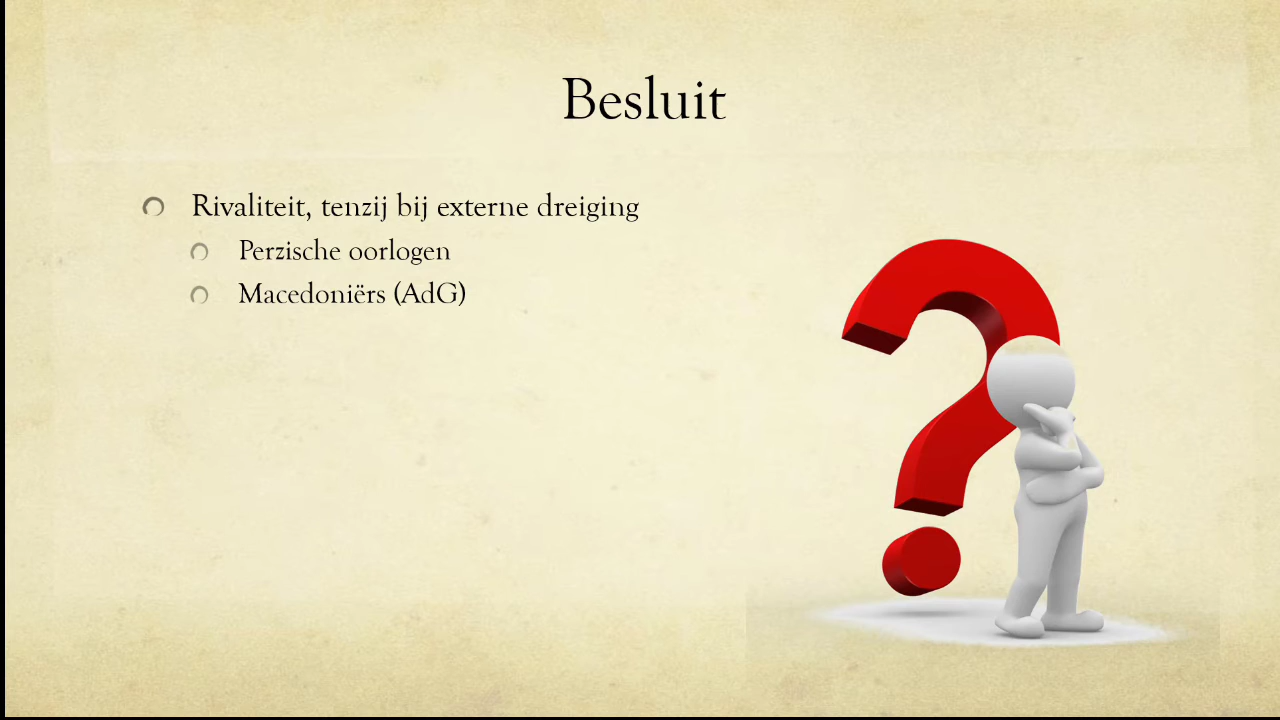 Besluit
Rivaliteit, tenzij bij externe dreiging
Perzische oorlogen
Macedoniërs (AdG)